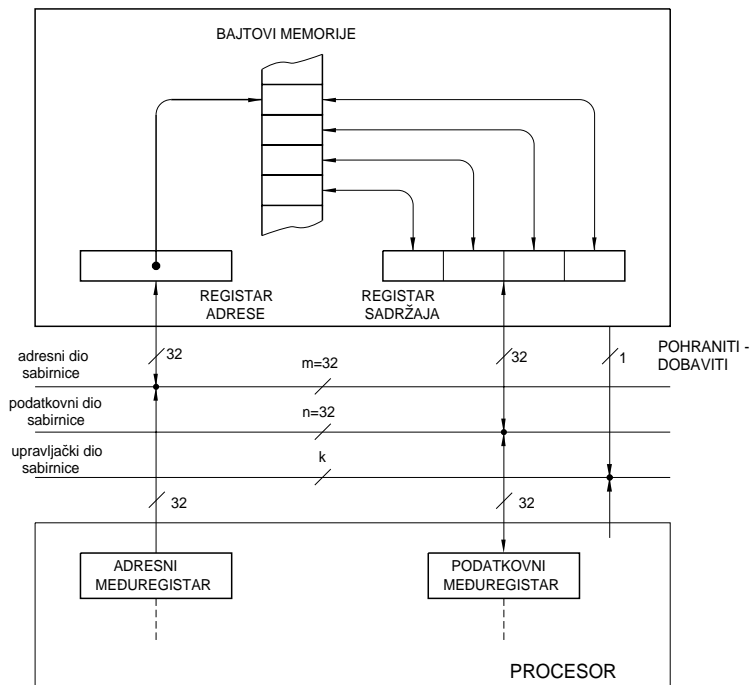 BAJTOVI MEMORIJE
REGISTAR
ADRESE
REGISTAR
SADRŽAJA
32
32
1
POHRANITI -
DOBAVITI
adresni dio
sabirnice
m=32
podatkovni dio
sabirnice
n=32
upravljački dio
sabirnice
k
32
32
ADRESNI
MEĐUREGISTAR
PODATKOVNI
MEĐUREGISTAR
PROCESOR